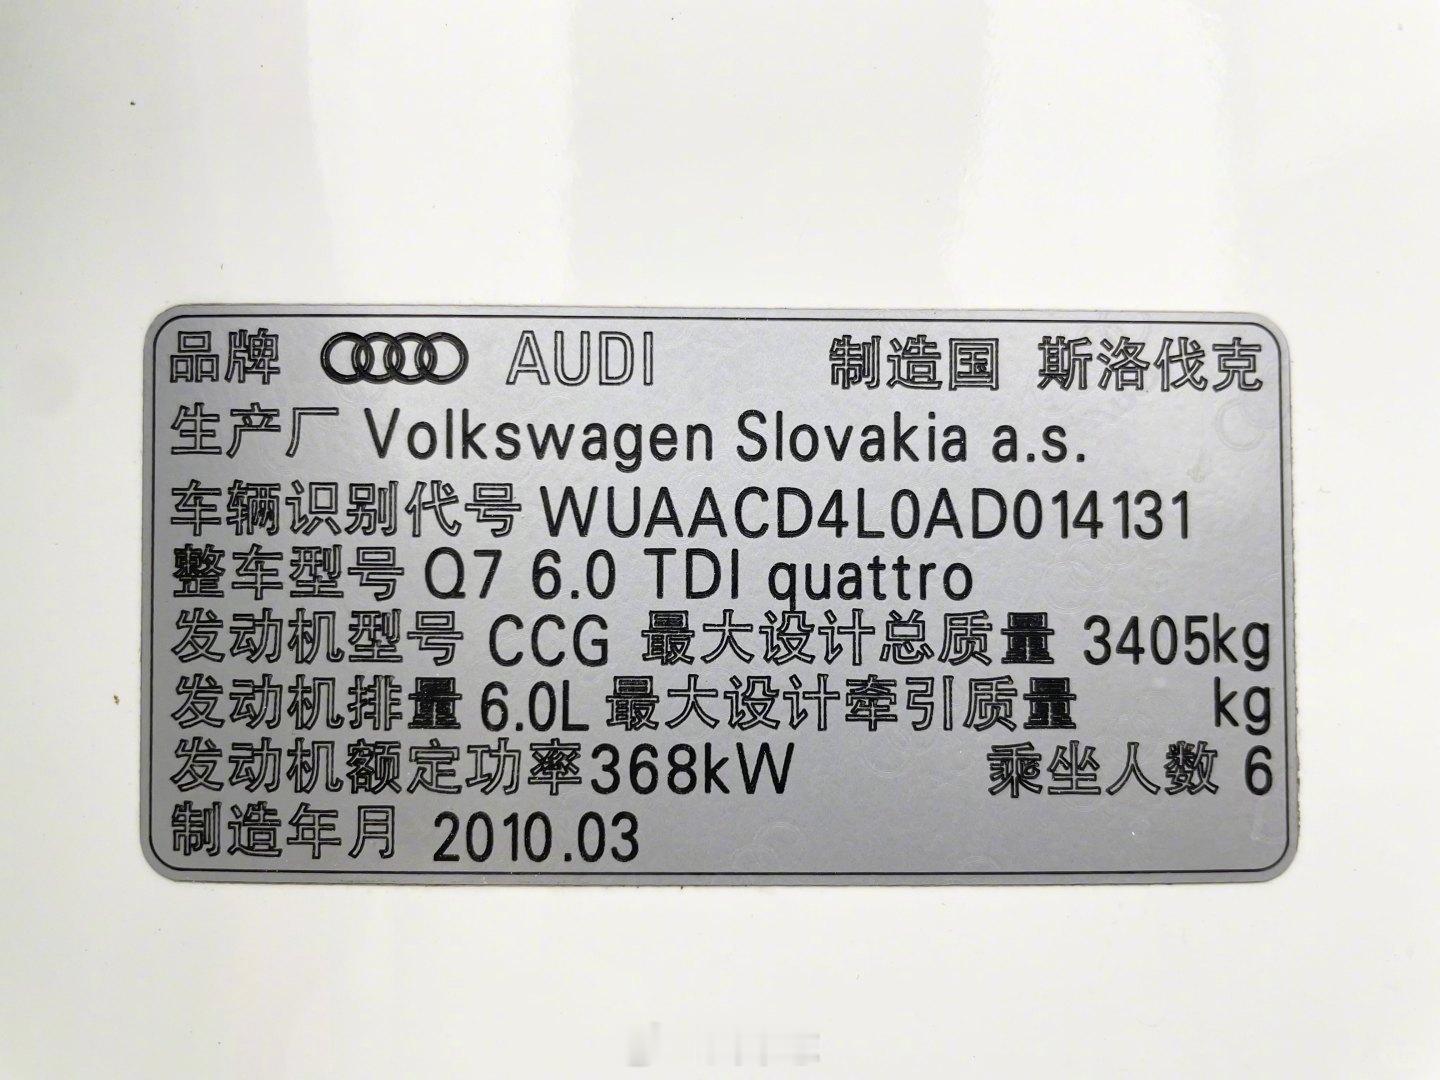 品牌 AUDI 制造国 斯洛伐克
生产厂 Volkswagen Slovakia a.s.
车辆识别代号 WUAACD4L0AD014131
整车型号 Q7 6.0 TDI quattro
发动机型号 CCG 最大设计总质量 3405kg
发动机排量 6.0L 最大设计牵引质量 kg
发动机额定功率 368kW 乘坐人数 6
制造年月 2010.03